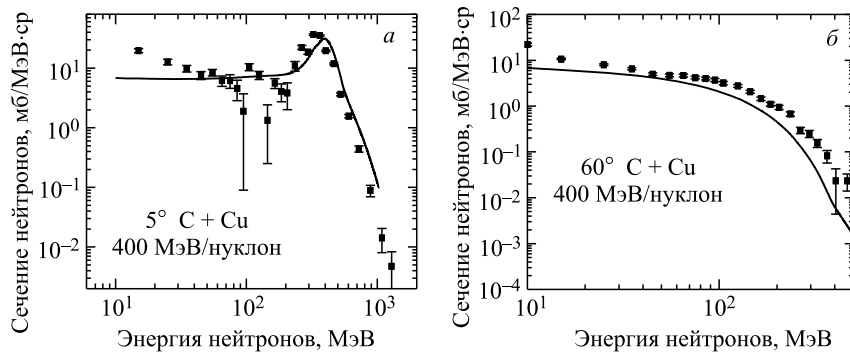 а
Сечение нейтронов, мб/МэВ·ср
10²
10¹
10⁰
10⁻¹
10⁻²
5° C + Cu
400 МэВ/нуклон
10¹ 10² 10³
Энергия нейтронов, МэВ
б
Сечение нейтронов, мб/МэВ·ср
10²
10¹
10⁰
10⁻¹
10⁻²
10⁻³
10⁻⁴
60° C + Cu
400 МэВ/нуклон
10¹ 10²
Энергия нейтронов, МэВ